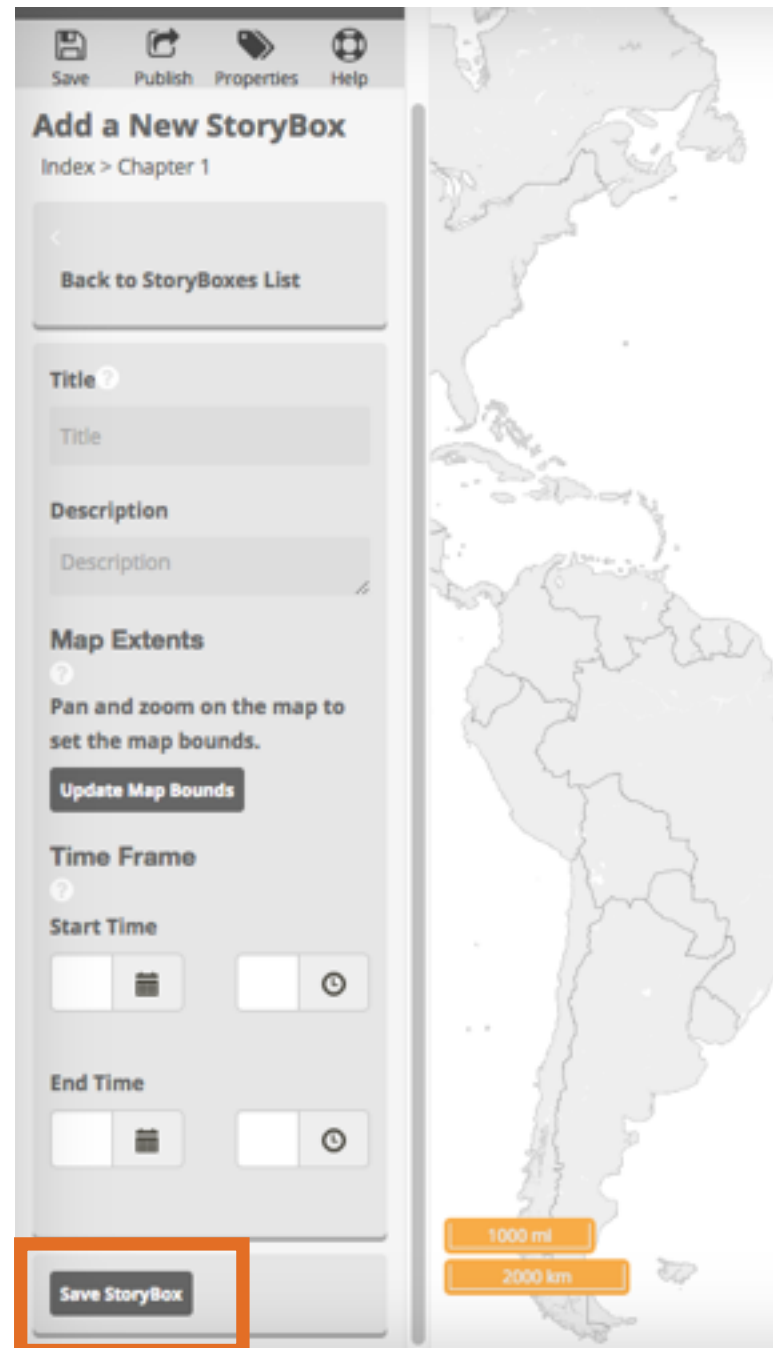 Save Publish Properties Help
Add a New StoryBox
Index > Chapter 1
<
Back to StoryBoxes List
Title ?
Title
Description
Description
Map Extents
?
Pan and zoom on the map to
set the map bounds.
Update Map Bounds
Time Frame
?
Start Time
End Time
1000 mi
2000 km
Save StoryBox